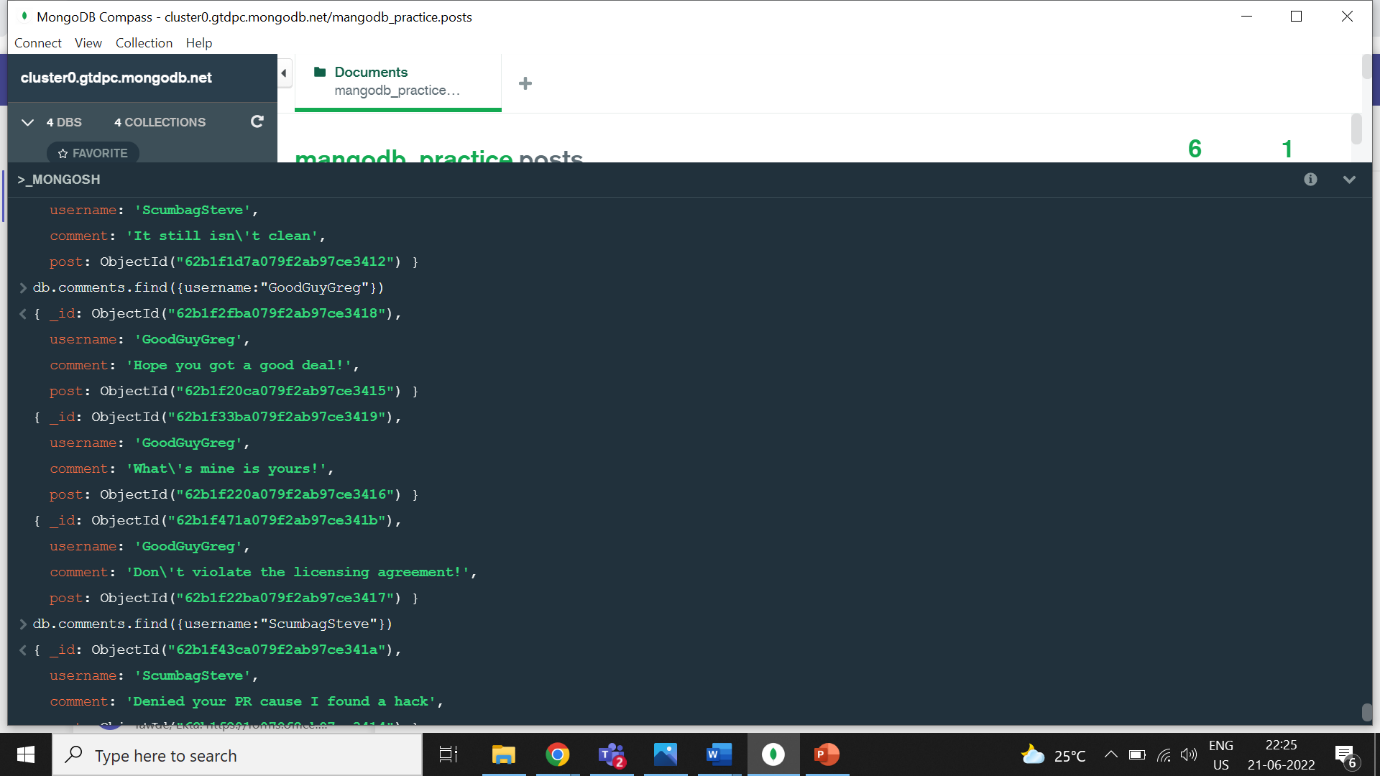 MongoDB Compass - cluster0.gtdpc.mongodb.net/mangodb_practice.posts
Connect View Collection Help
cluster0.gtdpc.mongodb.net
Documents
mangodb_practice...
4 DBS 4 COLLECTIONS
FAVORITE
mangodb_practice.posts
6 1
>_MONGOSH
username: 'ScumbagSteve',
comment: 'It still isn\'t clean',
post: ObjectId("62b1f1d7a079f2ab97ce3412") }
> db.comments.find({username:"GoodGuyGreg"})
< { _id: ObjectId("62b1f2fba079f2ab97ce3418"),
username: 'GoodGuyGreg',
comment: 'Hope you got a good deal!',
post: ObjectId("62b1f20ca079f2ab97ce3415") }
{ _id: ObjectId("62b1f33ba079f2ab97ce3419"),
username: 'GoodGuyGreg',
comment: 'What\'s mine is yours!',
post: ObjectId("62b1f220a079f2ab97ce3416") }
{ _id: ObjectId("62b1f471a079f2ab97ce341b"),
username: 'GoodGuyGreg',
comment: 'Don\'t violate the licensing agreement!',
post: ObjectId("62b1f22ba079f2ab97ce3417") }
> db.comments.find({username:"ScumbagSteve"})
< { _id: ObjectId("62b1f43ca079f2ab97ce341a"),
username: 'ScumbagSteve',
comment: 'Denied your PR cause I found a hack',
Type here to search
2
25°C
ENG
US
22:25
21-06-2022
6